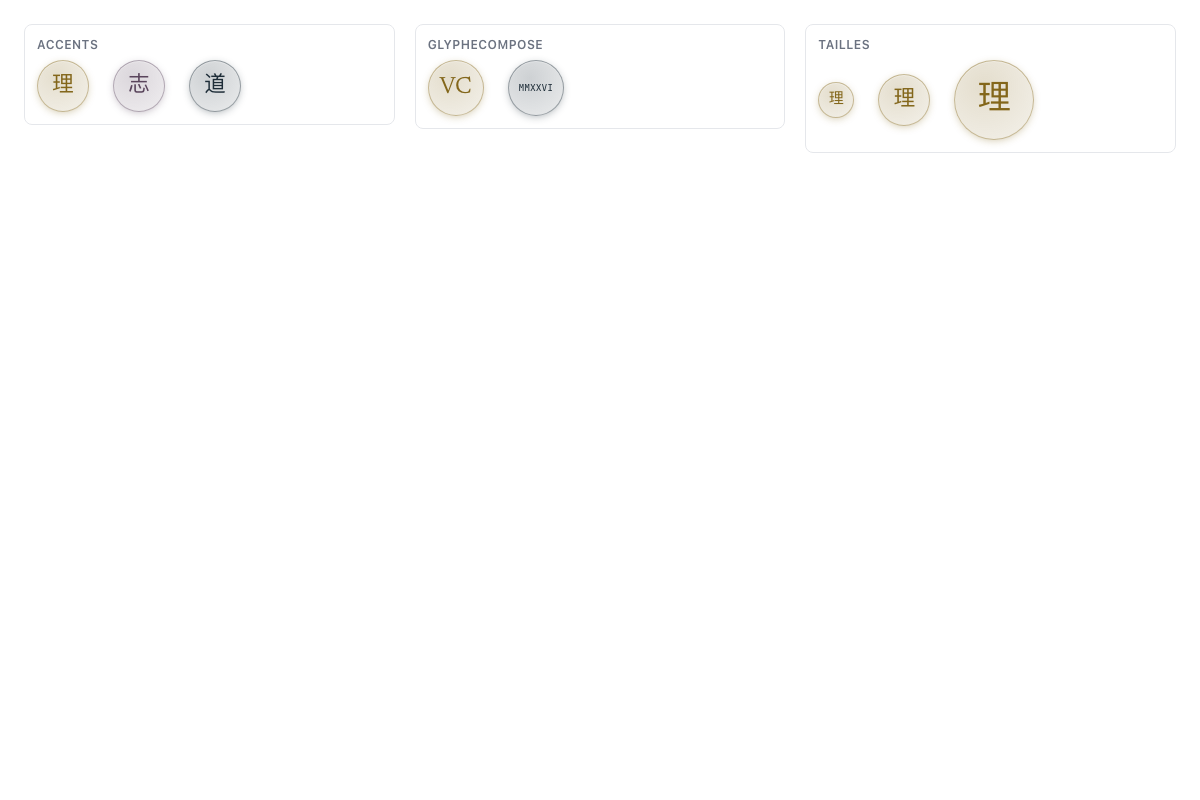 ACCENTS
理 志 道
GLYPHECOMPOSE
VC MMXXVI
TAILLES
理 理 理